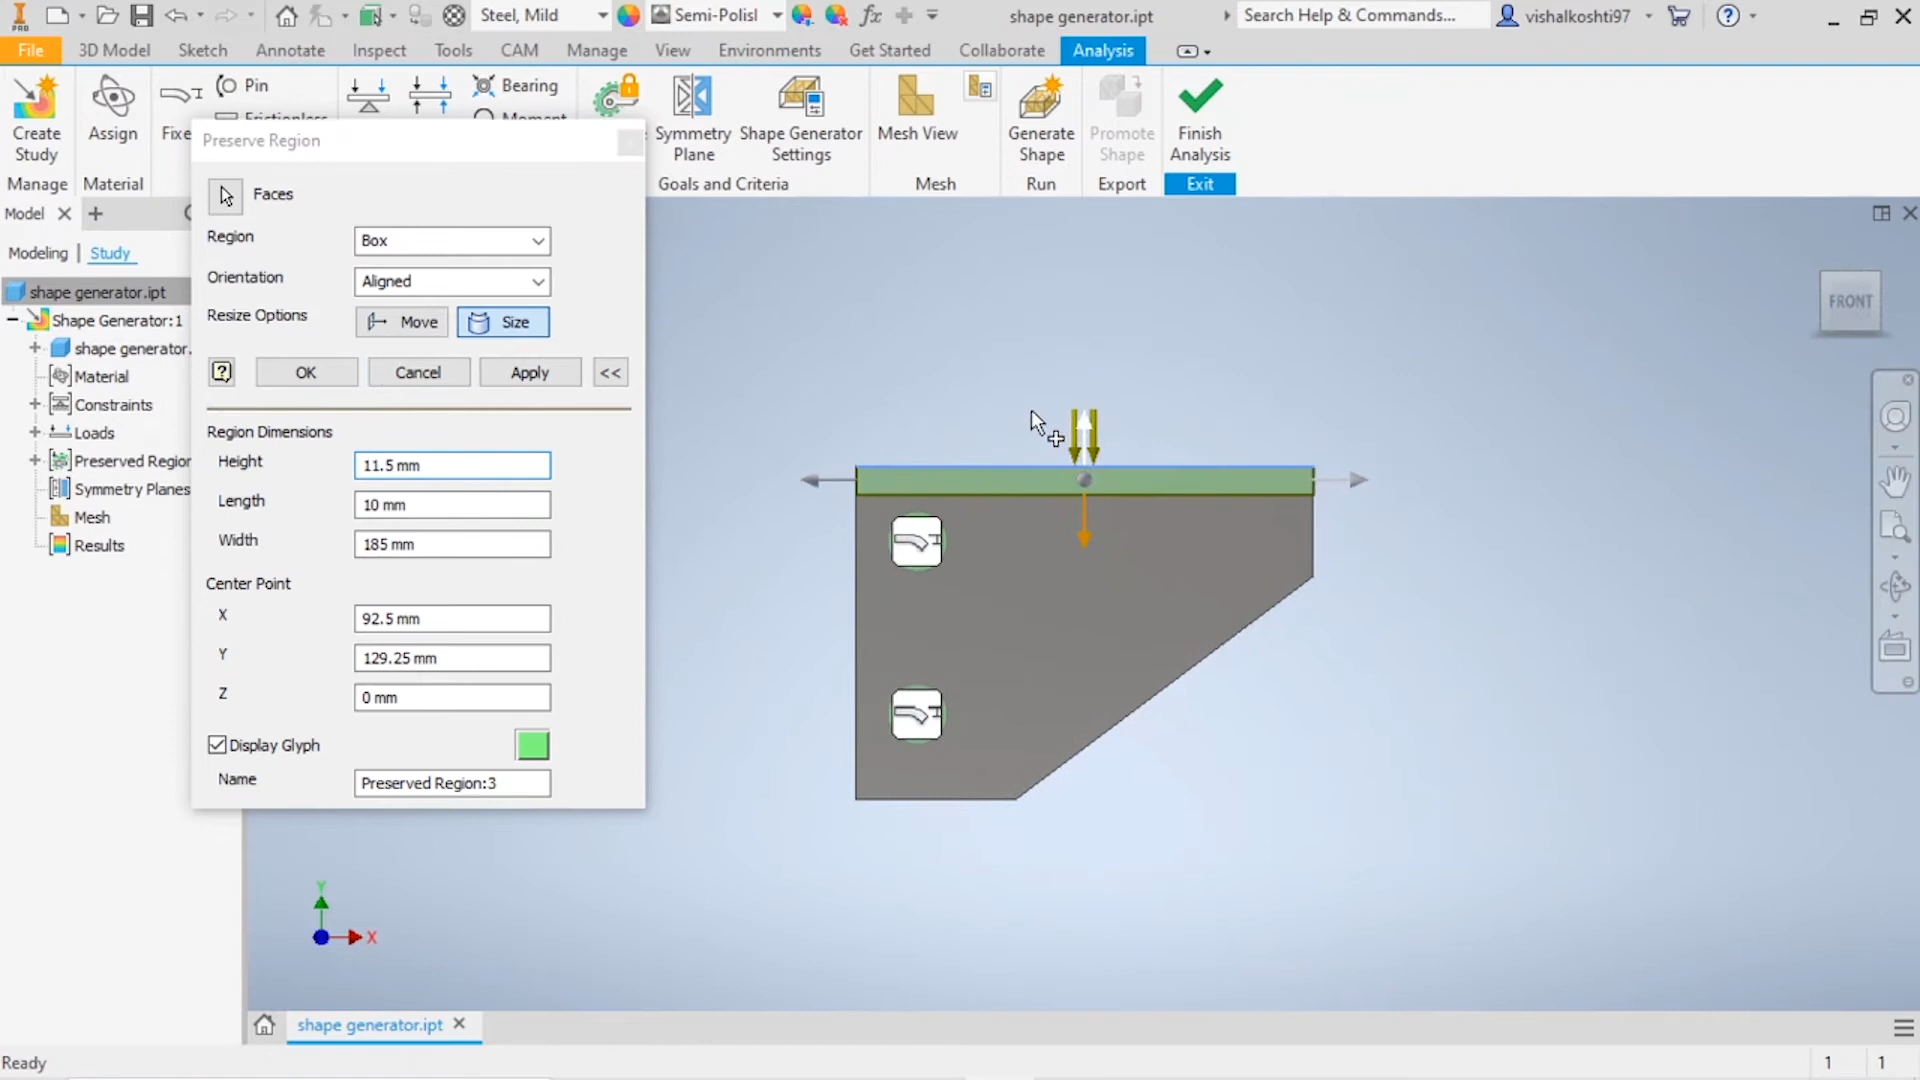 PRO
Steel, Mild
Semi-Polisl
shape generator.ipt
Search Help & Commands...
vishalkoshti97
File
3D Model
Sketch
Annotate
Inspect
Tools
CAM
Manage
View
Environments
Get Started
Collaborate
Analysis
Create
Study
Assign
Fixe
Pin
Frictionless
Bearing
Moment
Symmetry
Plane
Shape Generator
Settings
Mesh View
Generate
Shape
Promote
Shape
Finish
Analysis
Manage
Material
Goals and Criteria
Mesh
Run
Export
Exit
Model
Modeling
Study
shape generator.ipt
Shape Generator:1
shape generator.
Material
Constraints
Loads
Preserved Region
Symmetry Planes
Mesh
Results
Preserve Region
Faces
Region
Box
Orientation
Aligned
Resize Options
Move
Size
OK
Cancel
Apply
<<
Region Dimensions
Height
11.5 mm
Length
10 mm
Width
185 mm
Center Point
X
92.5 mm
Y
129.25 mm
Z
0 mm
Display Glyph
Name
Preserved Region:3
FRONT
Y
X
shape generator.ipt
Ready
1
1